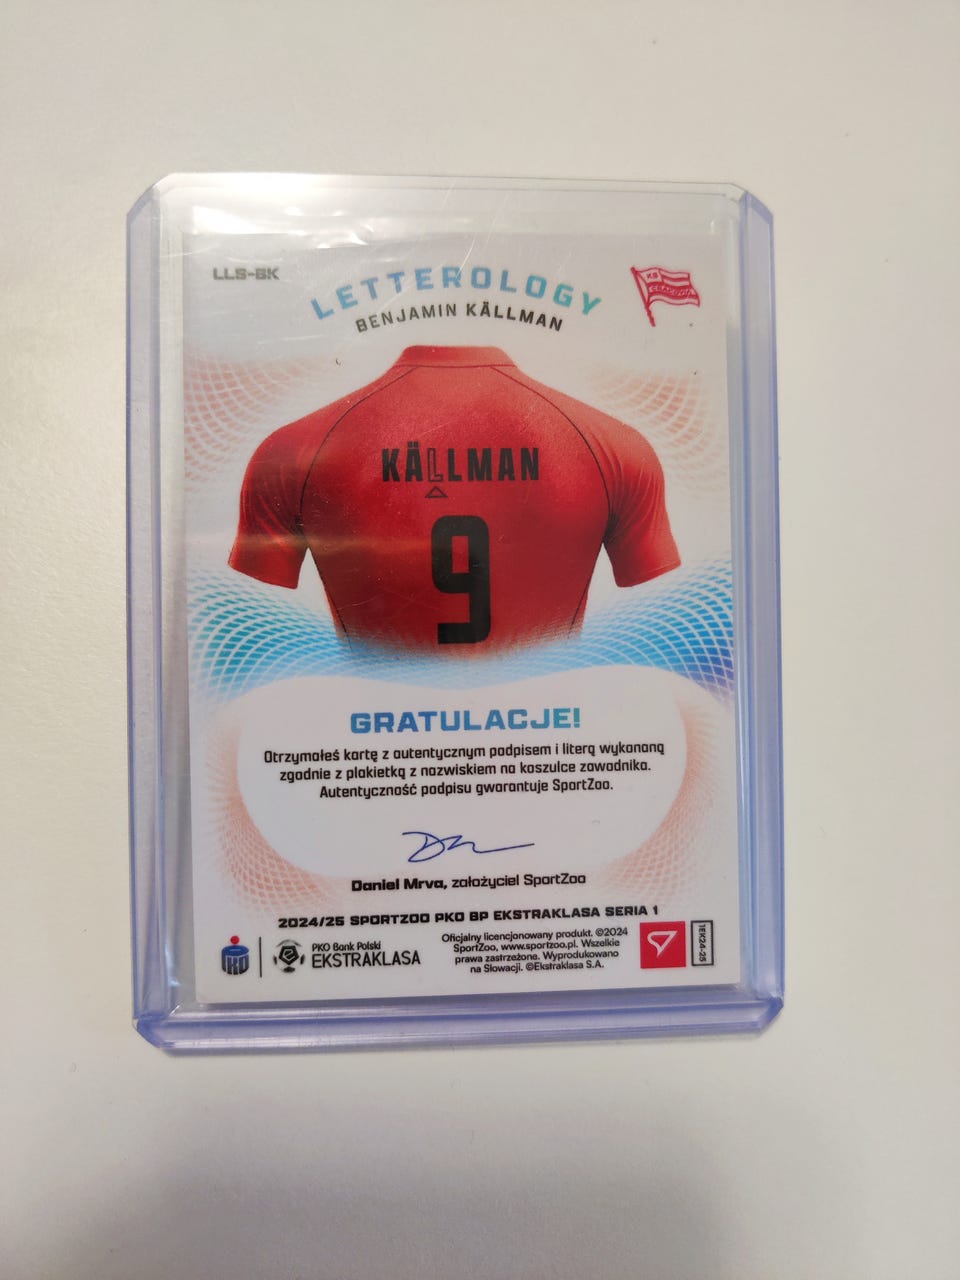 LLS-BK
LETTEROLOGY
BENJAMIN KÄLLMAN
KS
CRACOVIA
KÄLLMAN
9
GRATULACJE!
Otrzymałeś kartę z autentycznym podpisem i literą wykonaną
zgodnie z plakietką z nazwiskiem na koszulce zawodnika.
Autentyczność podpisu gwarantuje SportZoo.
Daniel Mrva, założyciel SportZoo
2024/25 SPORTZOO PKO BP EKSTRAKLASA SERIA 1
PKO
PKO Bank Polski
EKSTRAKLASA
Oficjalny licencjonowany produkt. ©2024
SportZoo, www.sportzoo.pl. Wszelkie
prawa zastrzeżone. Wyprodukowano
na Słowacji. ©Ekstraklasa S.A.
1EK24-25